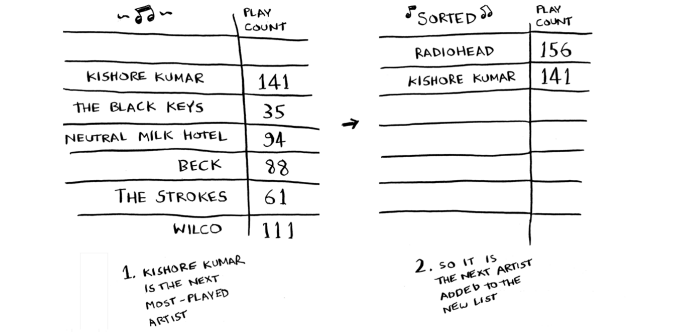 PLAY
COUNT
KISHORE KUMAR 141
THE BLACK KEYS 35
NEUTRAL MILK HOTEL 94
BECK 88
THE STROKES 61
WILCO 111
1. KISHORE KUMAR
IS THE NEXT
MOST-PLAYED
ARTIST
SORTED PLAY
COUNT
RADIOHEAD 156
KISHORE KUMAR 141
2. SO IT IS
THE NEXT ARTIST
ADDED TO THE
NEW LIST